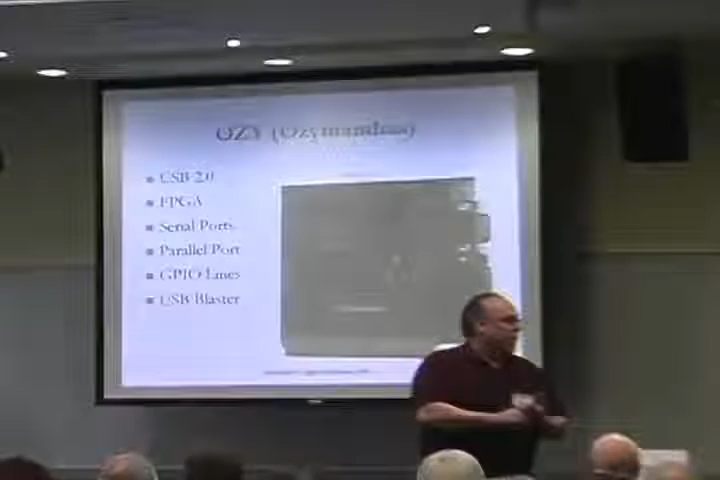 OZY (Ozymandias)
USB 2.0
FPGA
Serial Ports
Parallel Port
GPIO Lines
USB Blaster